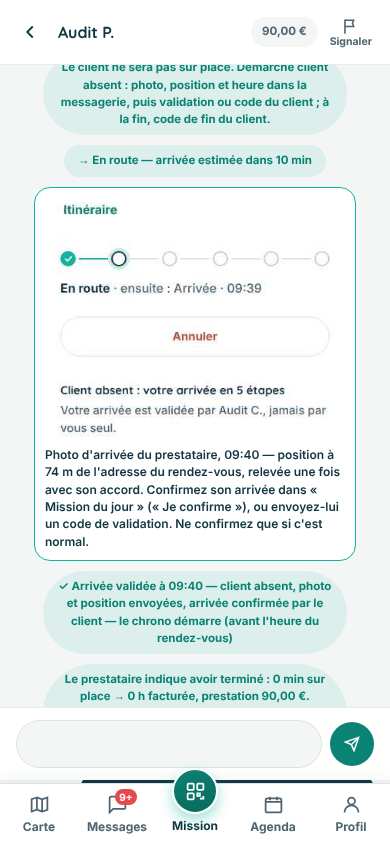 Audit P.
90,00 €
Signaler
Le client ne sera pas sur place. Démarche client
absent : photo, position et heure dans la
messagerie, puis validation ou code du client ; à
la fin, code de fin du client.
→ En route — arrivée estimée dans 10 min
Itinéraire
En route · ensuite : Arrivée · 09:39
Annuler
Client absent : votre arrivée en 5 étapes
Votre arrivée est validée par Audit C., jamais par
vous seul.
Photo d'arrivée du prestataire, 09:40 — position à
74 m de l'adresse du rendez-vous, relevée une fois
avec son accord. Confirmez son arrivée dans «
Mission du jour » (« Je confirme »), ou envoyez-lui
un code de validation. Ne confirmez que si c'est
normal.
✓ Arrivée validée à 09:40 — client absent, photo
et position envoyées, arrivée confirmée par le
client — le chrono démarre (avant l'heure du
rendez-vous)
Le prestataire indique avoir terminé : 0 min sur
place → 0 h facturée, prestation 90,00 €.
9+
Carte
Messages
Mission
Agenda
Profil